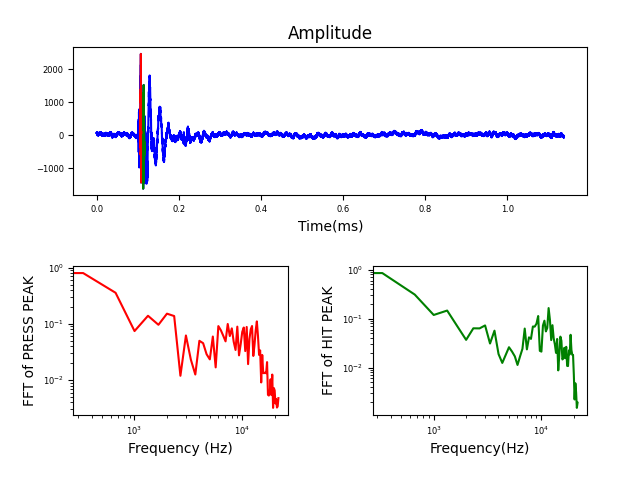 Amplitude
2000
1000
0
−1000
0.0 0.2 0.4 0.6 0.8 1.0
Time(ms)
FFT of PRESS PEAK
10⁰
10⁻¹
10⁻²
10³ 10⁴
Frequency (Hz)
FFT of HIT PEAK
10⁰
10⁻¹
10⁻²
10³ 10⁴
Frequency(Hz)